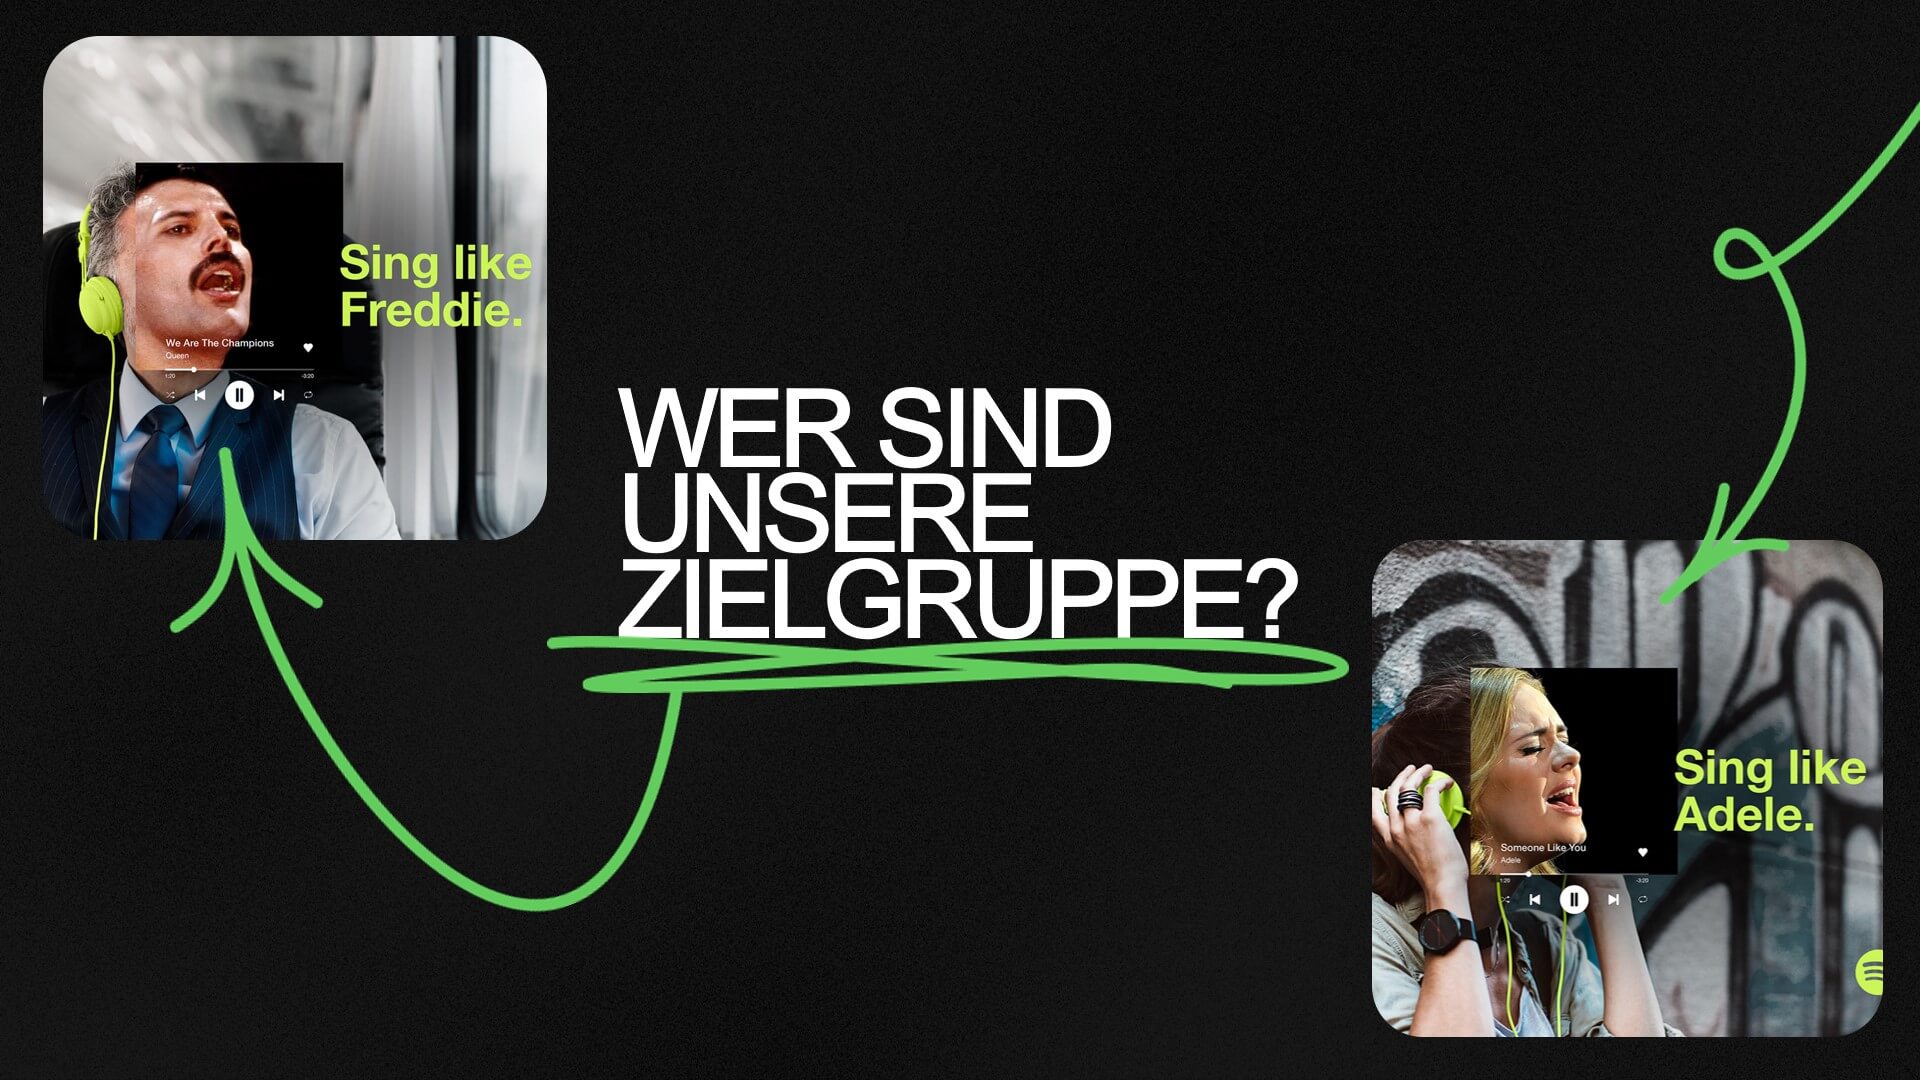 Sing like
Freddie.
We Are The Champions
Queen
1:20
-3:20
WER SIND
UNSERE
ZIELGRUPPE?
Sing like
Adele.
Someone Like You
Adele
1:20
-3:20